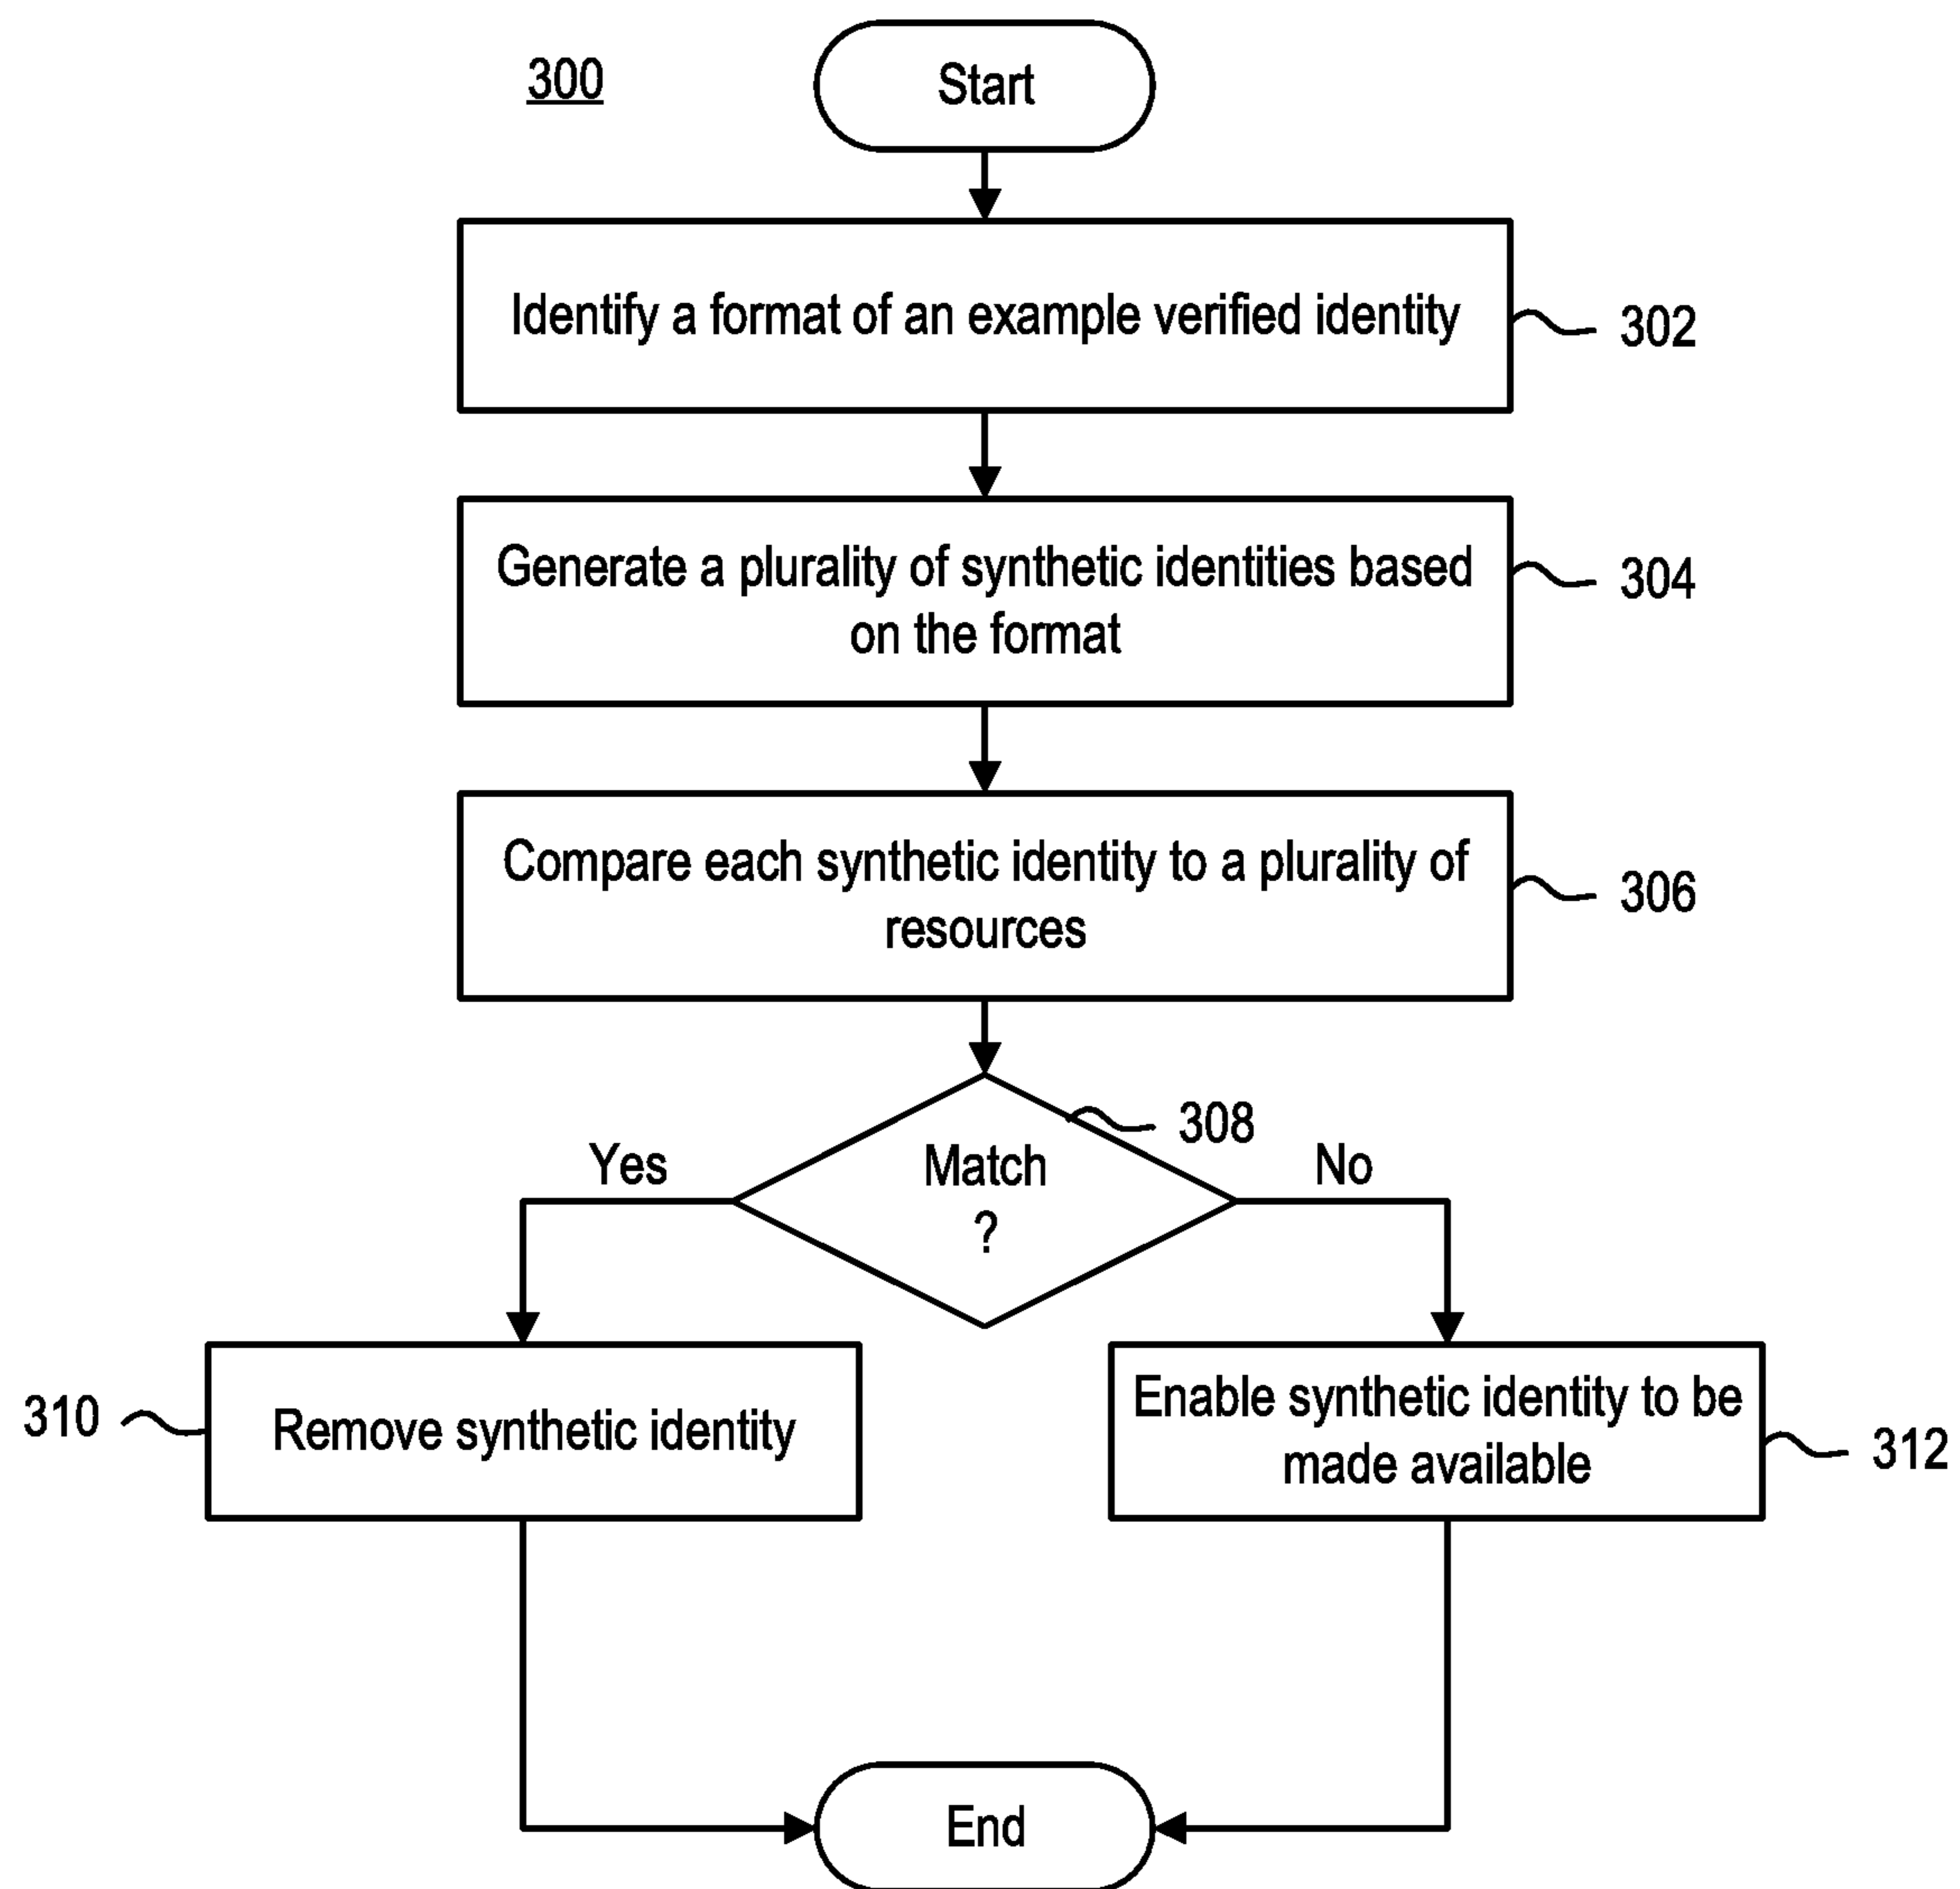 300
Start
Identify a format of an example verified identity
302
Generate a plurality of synthetic identities based
on the format
304
Compare each synthetic identity to a plurality of
resources
306
308
Yes
Match
?
No
310
Remove synthetic identity
Enable synthetic identity to be
made available
312
End